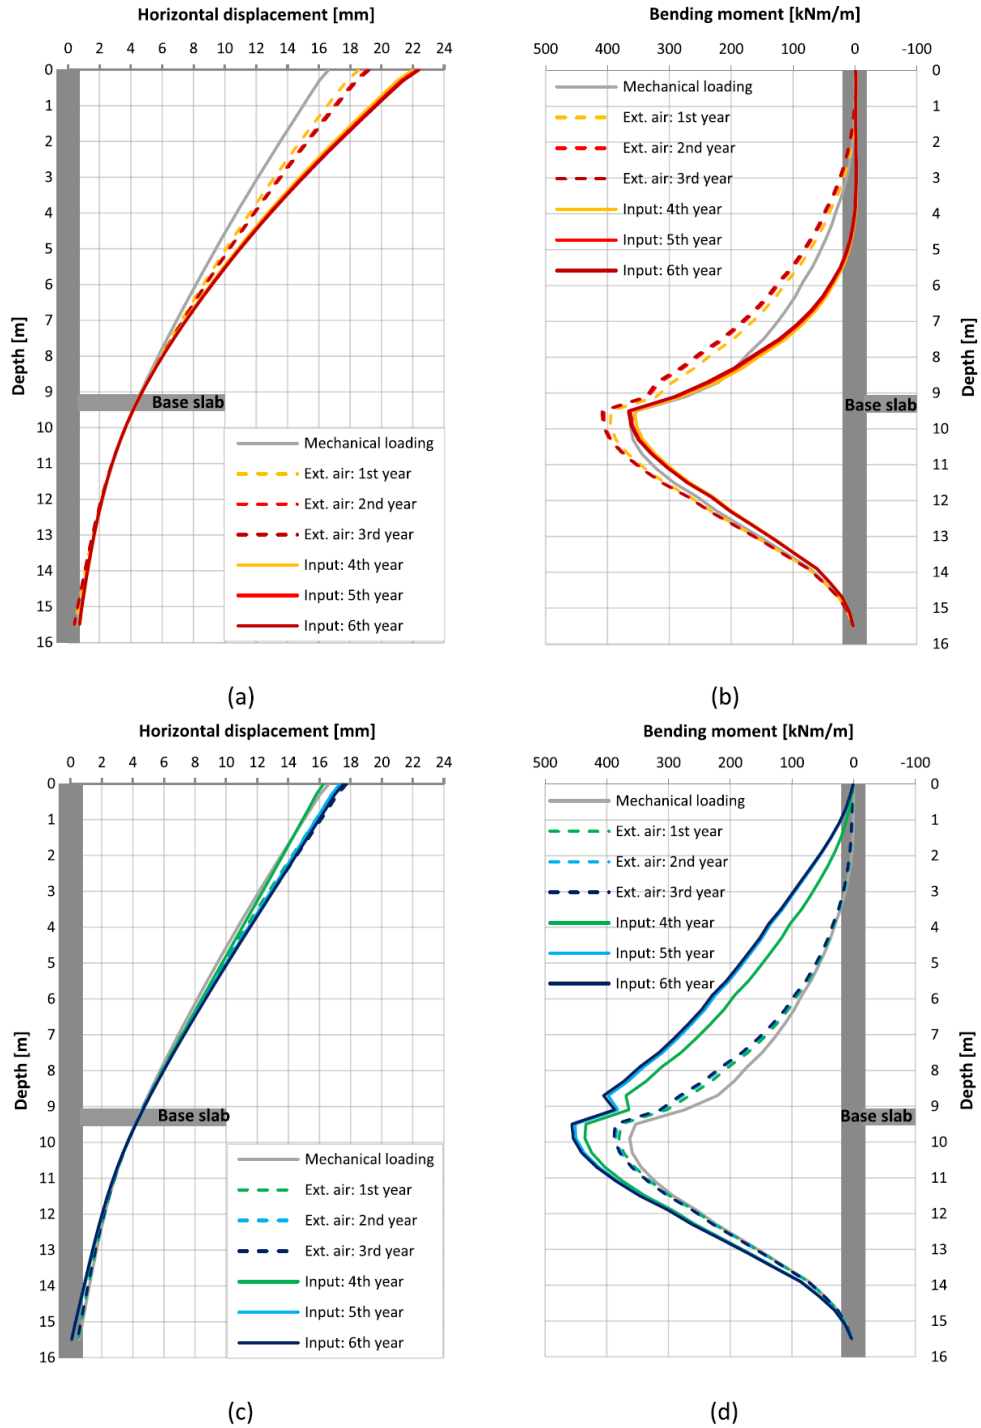 Horizontal displacement [mm]
0 2 4 6 8 10 12 14 16 18 20 22 24
0
1
2
3
4
5
6
7
8
9
10
11
12
13
14
15
16
Depth [m]
Base slab
Mechanical loading
Ext. air: 1st year
Ext. air: 2nd year
Ext. air: 3rd year
Input: 4th year
Input: 5th year
Input: 6th year
(a)
Bending moment [kNm/m]
500 400 300 200 100 0 -100
Mechanical loading
Ext. air: 1st year
Ext. air: 2nd year
Ext. air: 3rd year
Input: 4th year
Input: 5th year
Input: 6th year
Base slab
0
1
2
3
4
5
6
7
8
9
10
11
12
13
14
15
16
Depth [m]
(b)
Horizontal displacement [mm]
0 2 4 6 8 10 12 14 16 18 20 22 24
0
1
2
3
4
5
6
7
8
9
10
11
12
13
14
15
16
Depth [m]
Base slab
Mechanical loading
Ext. air: 1st year
Ext. air: 2nd year
Ext. air: 3rd year
Input: 4th year
Input: 5th year
Input: 6th year
(c)
Bending moment [kNm/m]
500 400 300 200 100 0 -100
Mechanical loading
Ext. air: 1st year
Ext. air: 2nd year
Ext. air: 3rd year
Input: 4th year
Input: 5th year
Input: 6th year
Base slab
0
1
2
3
4
5
6
7
8
9
10
11
12
13
14
15
16
Depth [m]
(d)